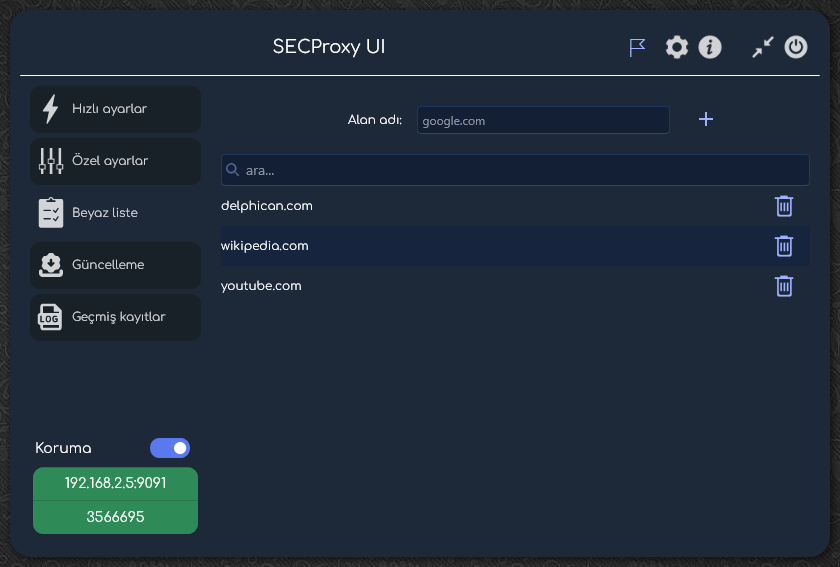 SECProxy UI
Hızlı ayarlar
Özel ayarlar
Beyaz liste
Güncelleme
LOG
Geçmiş kayıtlar
Alan adı:
google.com
ara...
delphican.com
wikipedia.com
youtube.com
Koruma
192.168.2.5:9091
3566695